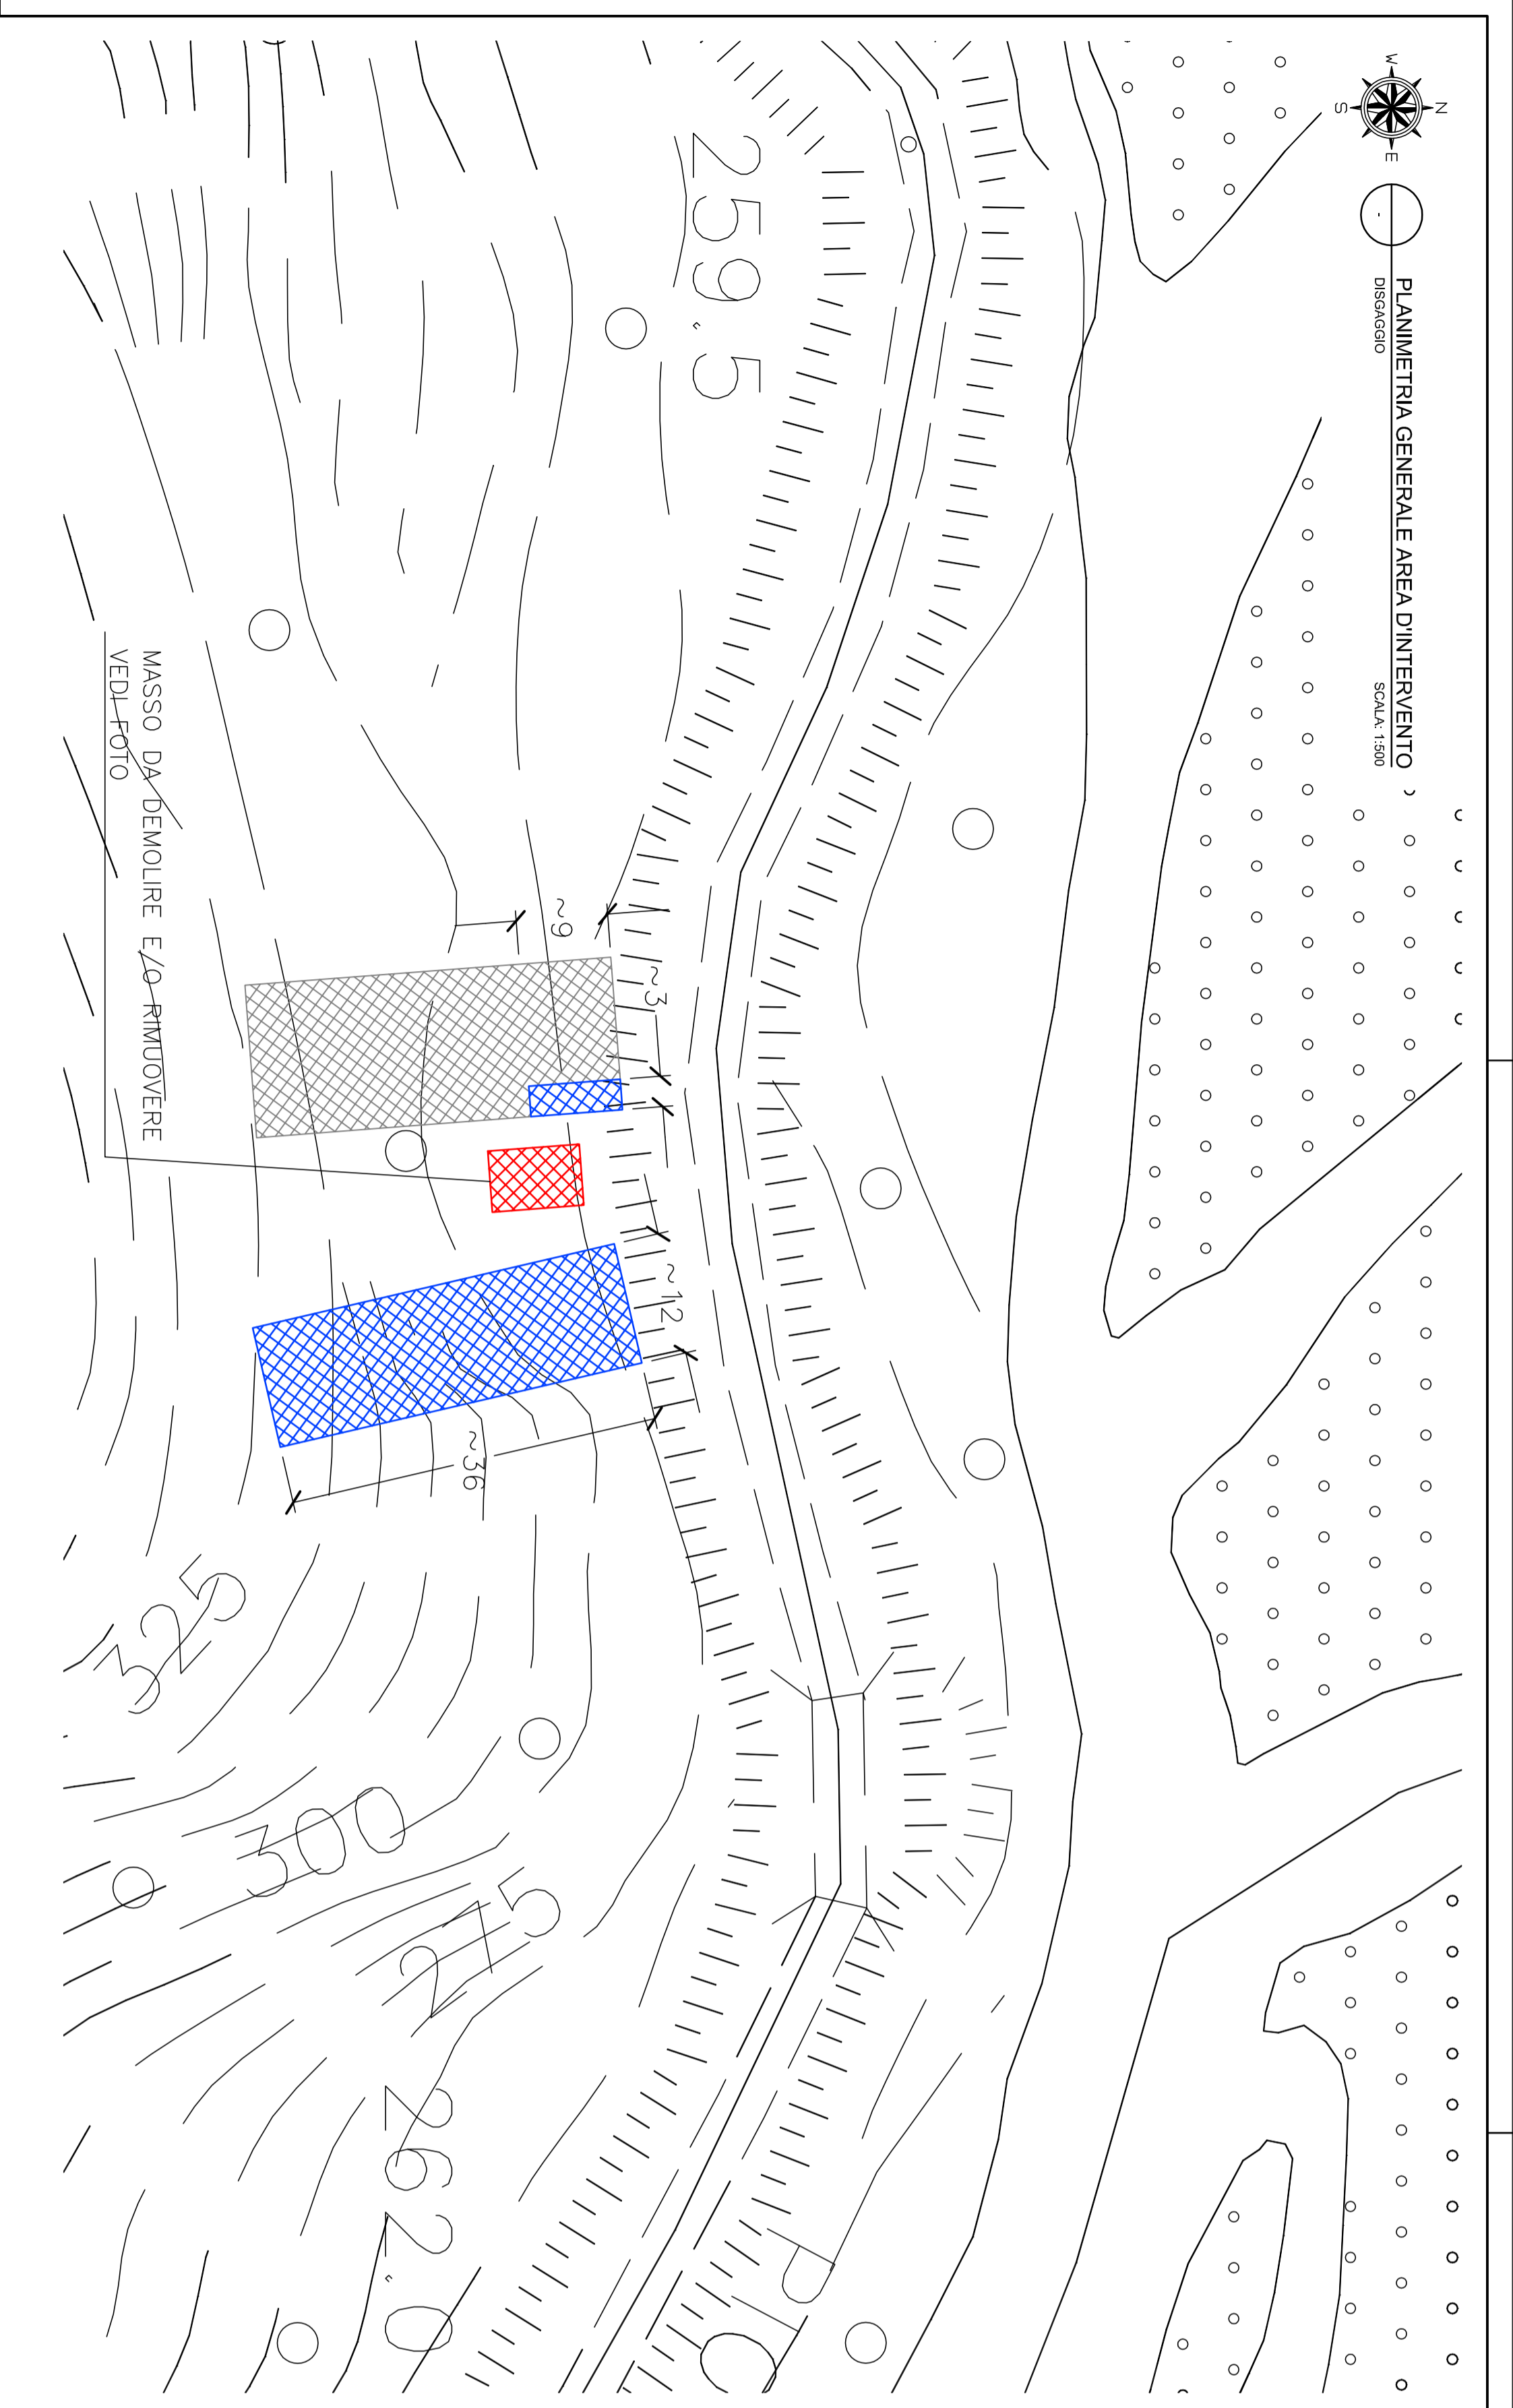 W
N
S
E
-
PLANIMETRIA GENERALE AREA D'INTERVENTO
DISGAGGIO
SCALA: 1:500
259.5
~9
~3
~12
~36
MASSO DA DEMOLIRE E/O RIMUOVERE
VEDI FOTO
325
300
275
262.0
PIC